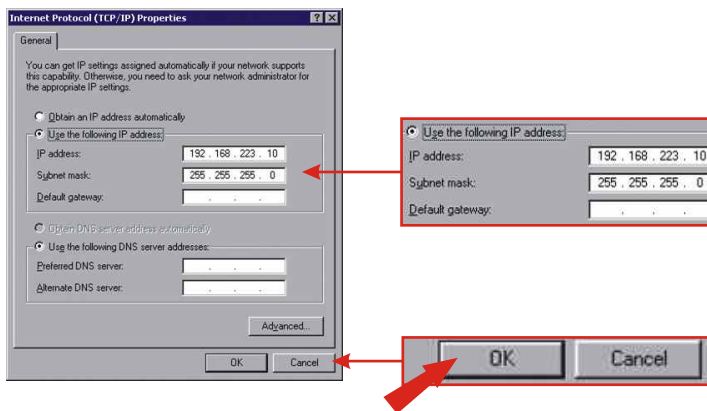 Internet Protocol (TCP/IP) Properties
General
You can get IP settings assigned automatically if your network supports
this capability. Otherwise, you need to ask your network administrator for
the appropriate IP settings.
Obtain an IP address automatically
Use the following IP address:
IP address: 192 . 168 . 223 . 10
Subnet mask: 255 . 255 . 255 . 0
Default gateway: . . .
Obtain DNS server address automatically
Use the following DNS server addresses:
Preferred DNS server: . . .
Alternate DNS server: . . .
Advanced...
OK Cancel
Use the following IP address:
IP address: 192 . 168 . 223 . 10
Subnet mask: 255 . 255 . 255 . 0
Default gateway: . . .
OK Cancel